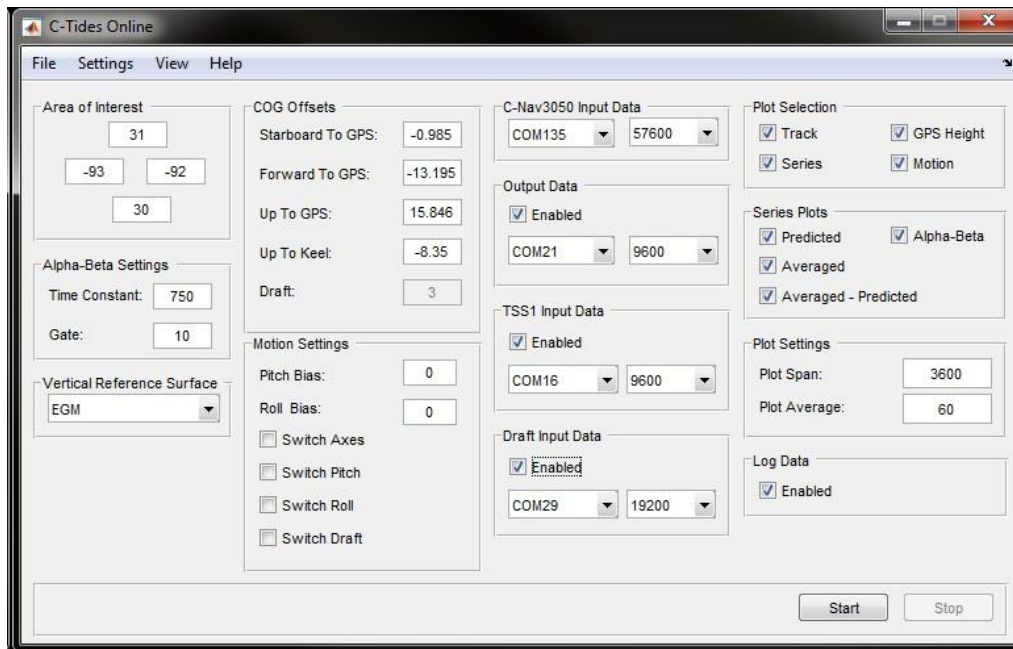 C-Tides Online
File Settings View Help
Area of Interest
31
-93 -92
30
Alpha-Beta Settings
Time Constant: 750
Gate: 10
Vertical Reference Surface
EGM
COG Offsets
Starboard To GPS: -0.985
Forward To GPS: -13.195
Up To GPS: 15.846
Up To Keel: -8.35
Draft: 3
Motion Settings
Pitch Bias: 0
Roll Bias: 0
Switch Axes
Switch Pitch
Switch Roll
Switch Draft
C-Nav3050 Input Data
COM135 57600
Output Data
Enabled
COM21 9600
TSS1 Input Data
Enabled
COM16 9600
Draft Input Data
Enabled
COM29 19200
Plot Selection
Track GPS Height
Series Motion
Series Plots
Predicted Alpha-Beta
Averaged
Averaged - Predicted
Plot Settings
Plot Span: 3600
Plot Average: 60
Log Data
Enabled
Start Stop